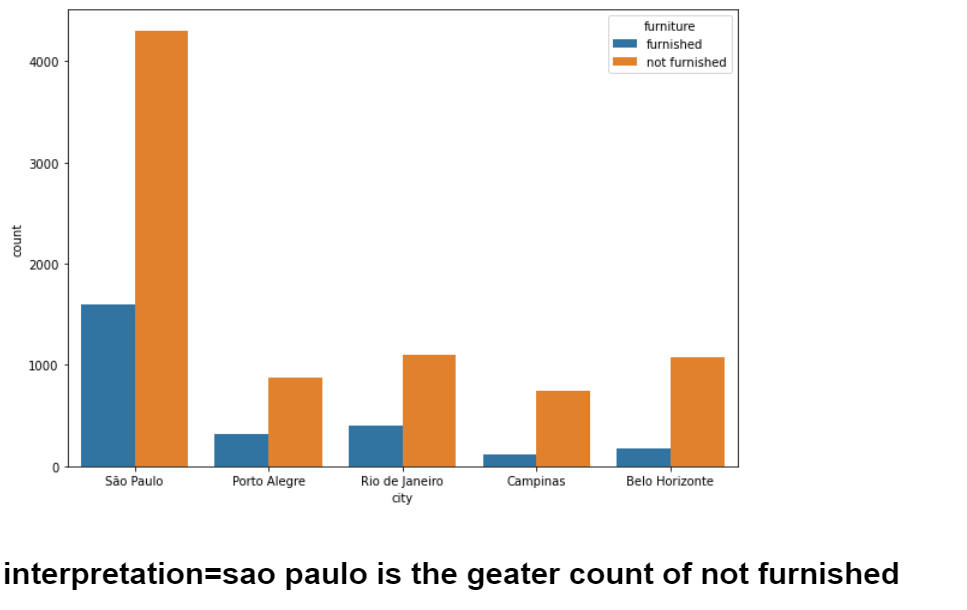 furniture
furnished
not furnished
4000
3000
2000
1000
0
count
São Paulo Porto Alegre Rio de Janeiro Campinas Belo Horizonte
city
interpretation=sao paulo is the geater count of not furnished